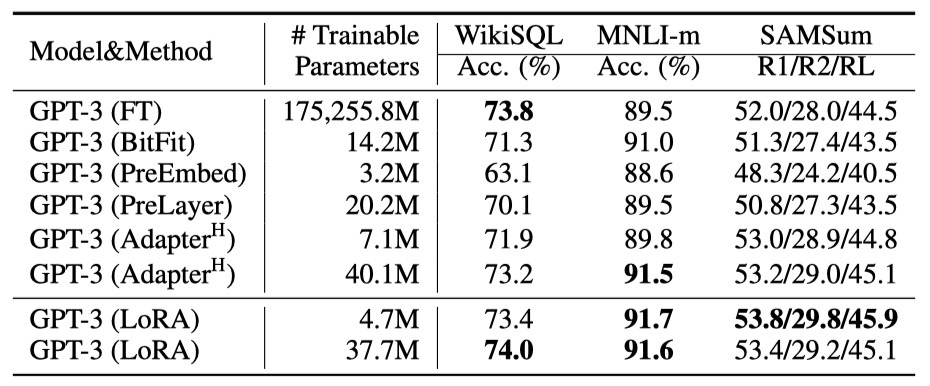 Model&Method # Trainable Parameters WikiSQL MNLI-m SAMSum
Acc. (%) Acc. (%) R1/R2/RL
GPT-3 (FT) 175,255.8M 73.8 89.5 52.0/28.0/44.5
GPT-3 (BitFit) 14.2M 71.3 91.0 51.3/27.4/43.5
GPT-3 (PreEmbed) 3.2M 63.1 88.6 48.3/24.2/40.5
GPT-3 (PreLayer) 20.2M 70.1 89.5 50.8/27.3/43.5
GPT-3 (Adapterᴴ) 7.1M 71.9 89.8 53.0/28.9/44.8
GPT-3 (Adapterᴴ) 40.1M 73.2 91.5 53.2/29.0/45.1
GPT-3 (LoRA) 4.7M 73.4 91.7 53.8/29.8/45.9
GPT-3 (LoRA) 37.7M 74.0 91.6 53.4/29.2/45.1